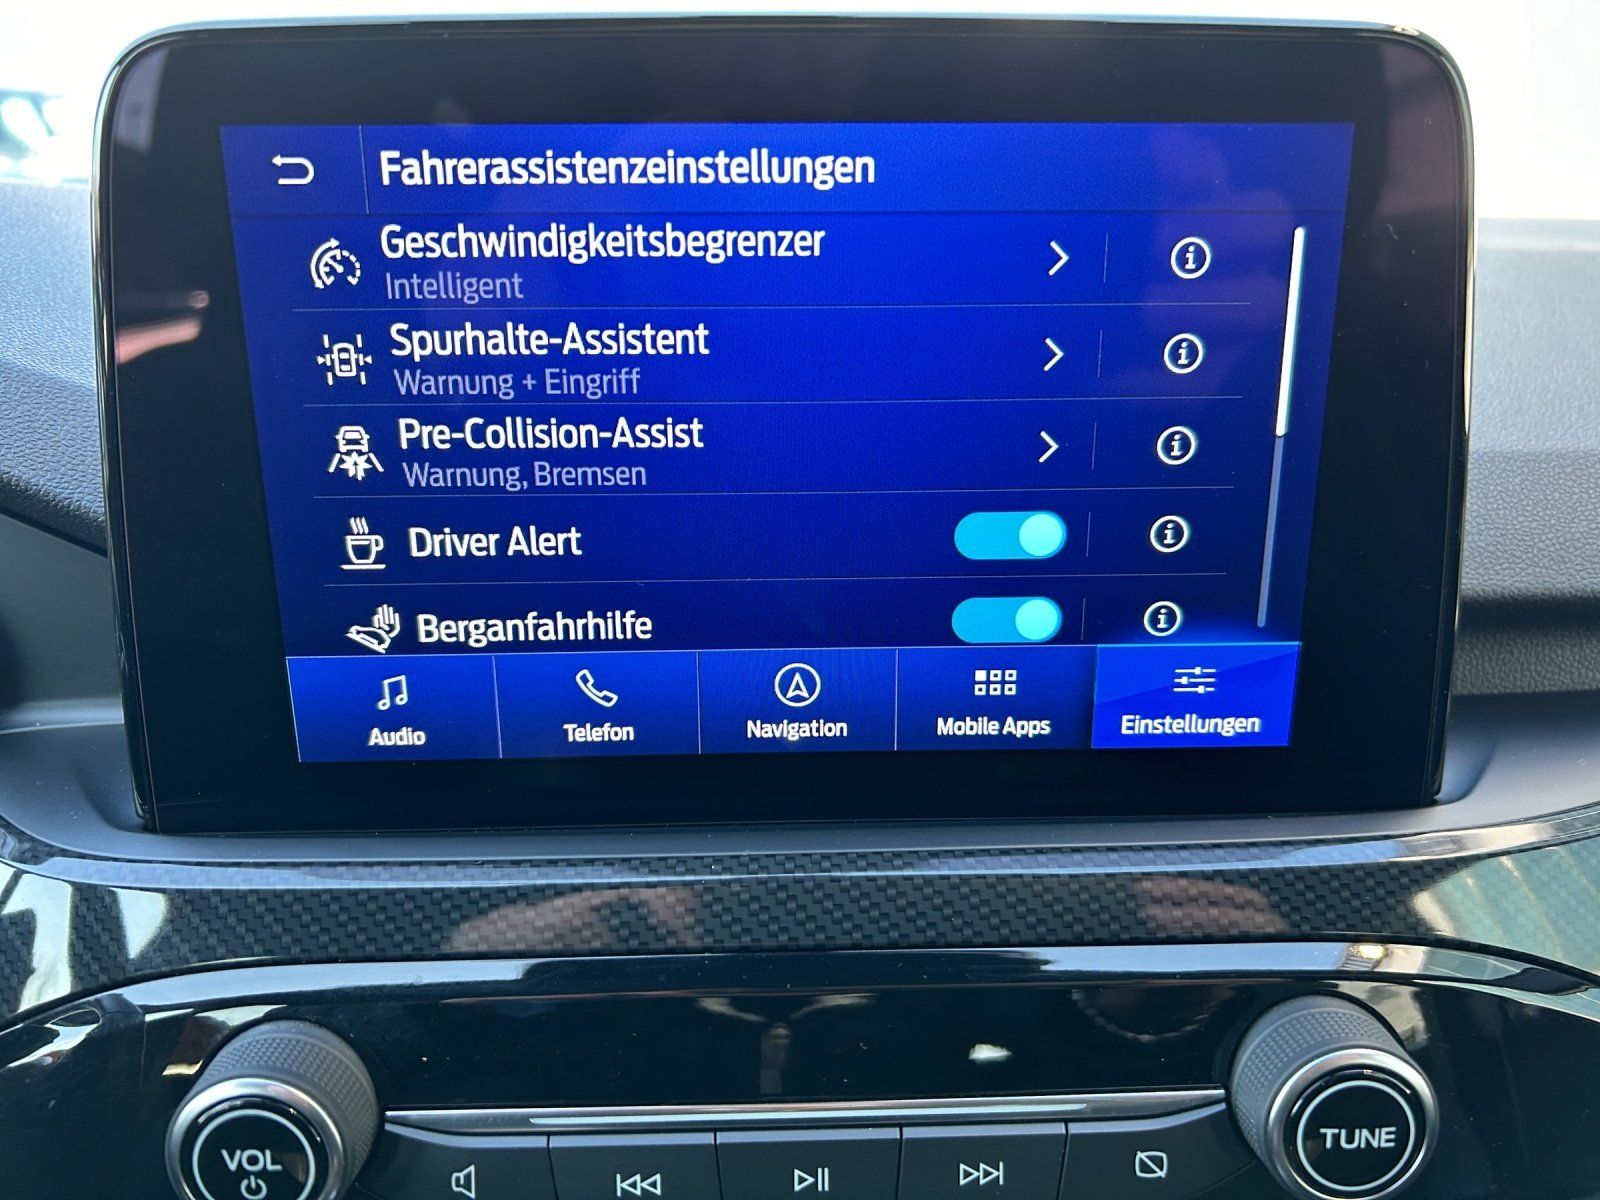 Fahrerassistenzeinstellungen
Geschwindigkeitsbegrenzer
Intelligent
Spurhalte-Assistent
Warnung + Eingriff
Pre-Collision-Assist
Warnung, Bremsen
Driver Alert
Berganfahrhilfe
Audio
Telefon
Navigation
Mobile Apps
Einstellungen
VOL
TUNE